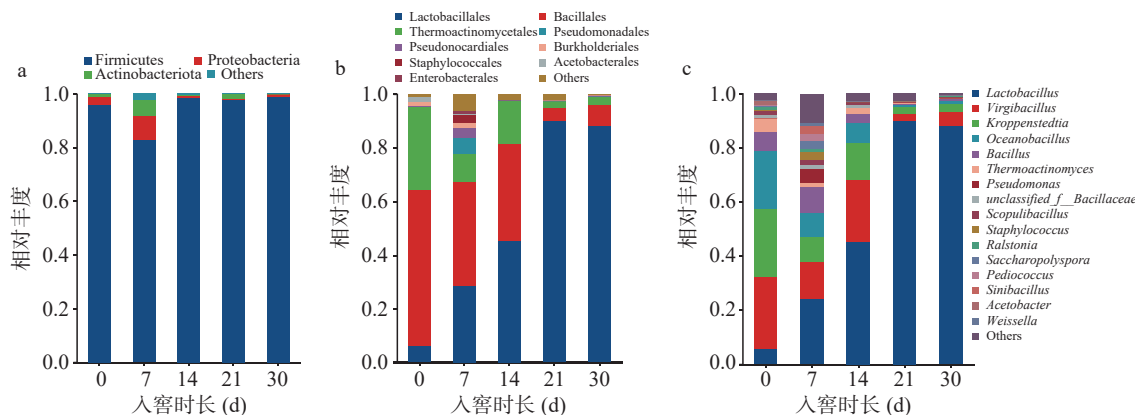 a
Firmicutes Proteobacteria
Actinobacteriota Others
1.0
0.8
0.6
0.4
0.2
0.0
相对丰度
0 7 14 21 30
入窖时长 (d)
b
Lactobacillales Bacillales
Thermoactinomycetales Pseudomonadales
Pseudonocardiales Burkholderiales
Staphylococcales Acetobacterales
Enterobacterales Others
1.0
0.8
0.6
0.4
0.2
0.0
相对丰度
0 7 14 21 30
入窖时长 (d)
c
1.0
0.8
0.6
0.4
0.2
0.0
相对丰度
0 7 14 21 30
入窖时长 (d)
Lactobacillus
Virgibacillus
Kroppenstedtia
Oceanobacillus
Bacillus
Thermoactinomyces
Pseudomonas
unclassified_f__Bacillaceae
Scopulibacillus
Staphylococcus
Ralstonia
Saccharopolyspora
Pediococcus
Sinibacillus
Acetobacter
Weissella
Others